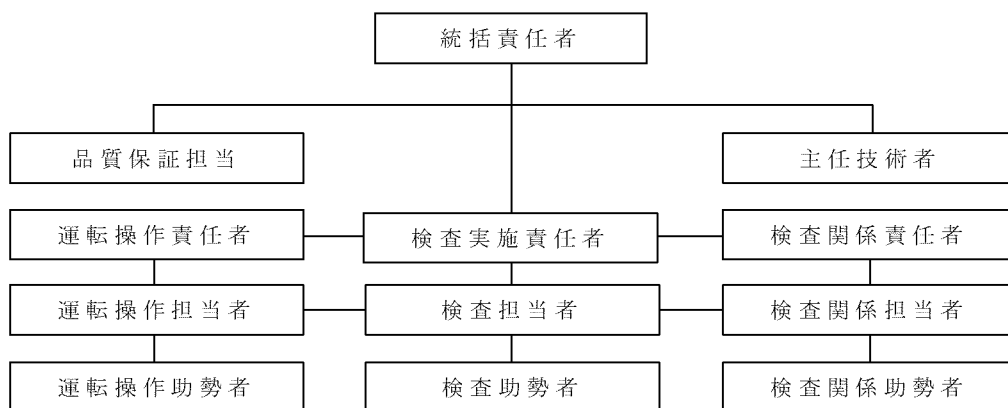 統括責任者
品質保証担当
主任技術者
運転操作責任者
検査実施責任者
検査関係責任者
運転操作担当者
検査担当者
検査関係担当者
運転操作助勢者
検査助勢者
検査関係助勢者